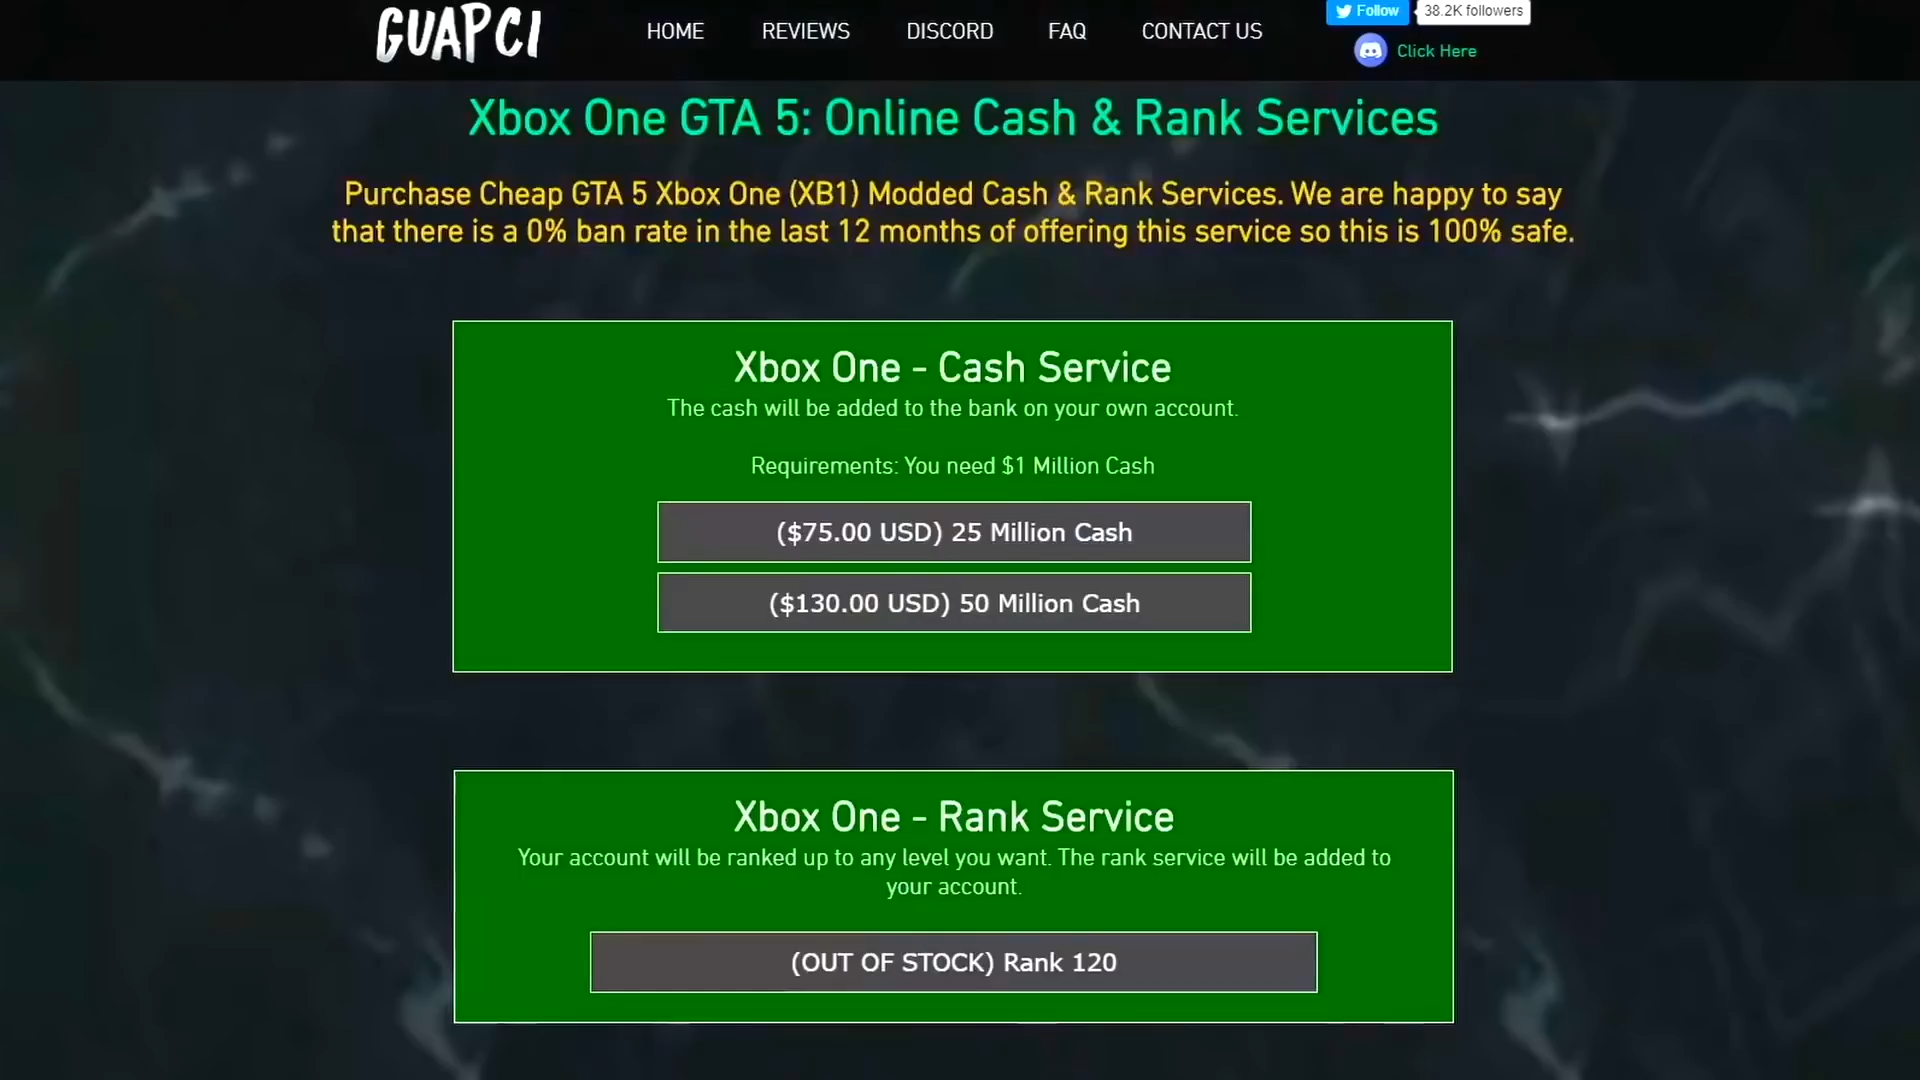 GUAPCI
HOME REVIEWS DISCORD FAQ CONTACT US
Follow 38.2K followers
Click Here
Xbox One GTA 5: Online Cash & Rank Services
Purchase Cheap GTA 5 Xbox One (XB1) Modded Cash & Rank Services. We are happy to say
that there is a 0% ban rate in the last 12 months of offering this service so this is 100% safe.
Xbox One - Cash Service
The cash will be added to the bank on your own account.
Requirements: You need $1 Million Cash
($75.00 USD) 25 Million Cash
($130.00 USD) 50 Million Cash
Xbox One - Rank Service
Your account will be ranked up to any level you want. The rank service will be added to
your account.
(OUT OF STOCK) Rank 120